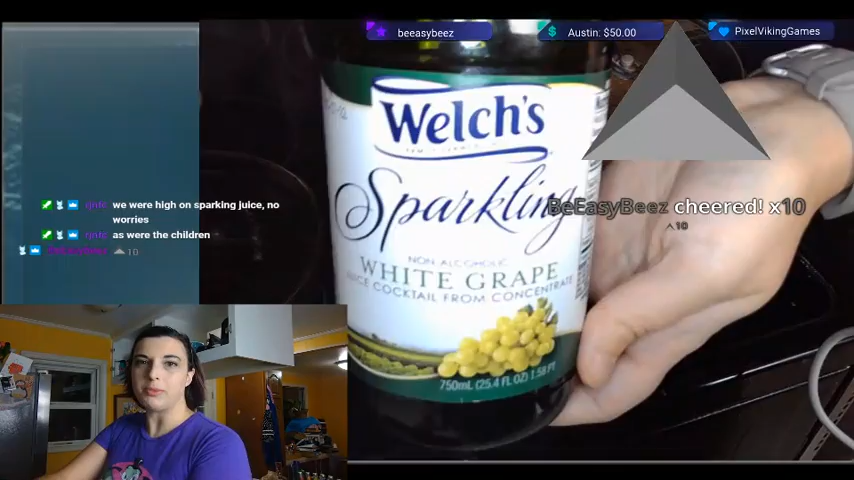 beeasybeez
Austin: $50.00
PixelVikingGames
Welch's
Sparkling
NON-ALCOHOLIC
WHITE GRAPE
JUICE COCKTAIL FROM CONCENTRATE
750mL (25.4 FL OZ) 1.58 PT
BeEasyBeez cheered! x10
10
we were high on sparking juice, no
worries
as were the children
10